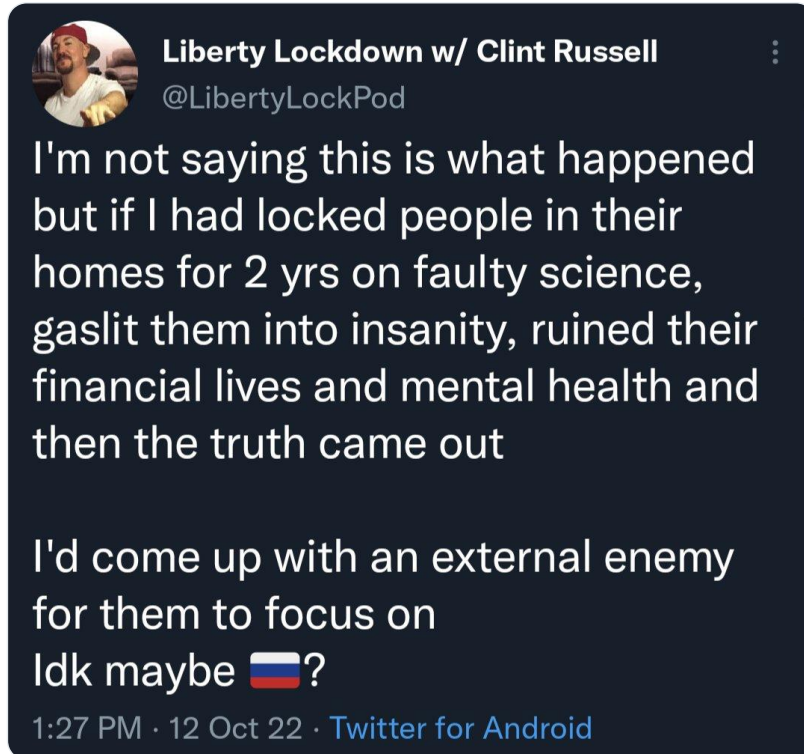 Liberty Lockdown w/ Clint Russell
@LibertyLockPod
I'm not saying this is what happened
but if I had locked people in their
homes for 2 yrs on faulty science,
gaslit them into insanity, ruined their
financial lives and mental health and
then the truth came out
I'd come up with an external enemy
for them to focus on
Idk maybe 🇷🇺?
1:27 PM · 12 Oct 22 · Twitter for Android